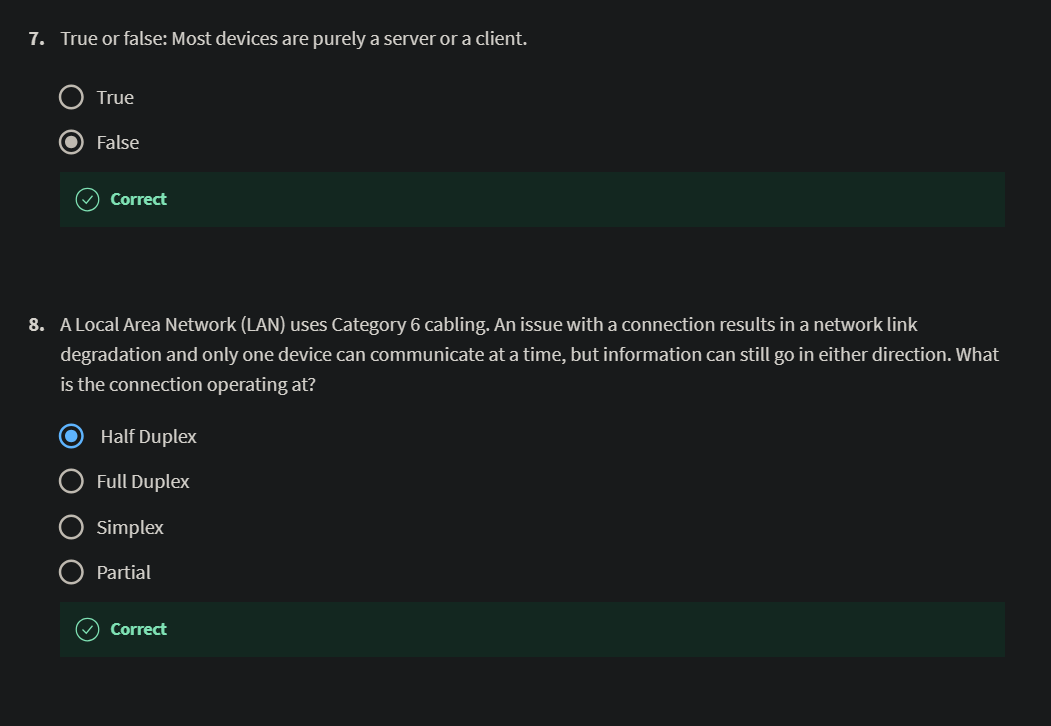 7. True or false: Most devices are purely a server or a client.
True
False
Correct
8. A Local Area Network (LAN) uses Category 6 cabling. An issue with a connection results in a network link
degradation and only one device can communicate at a time, but information can still go in either direction. What
is the connection operating at?
Half Duplex
Full Duplex
Simplex
Partial
Correct